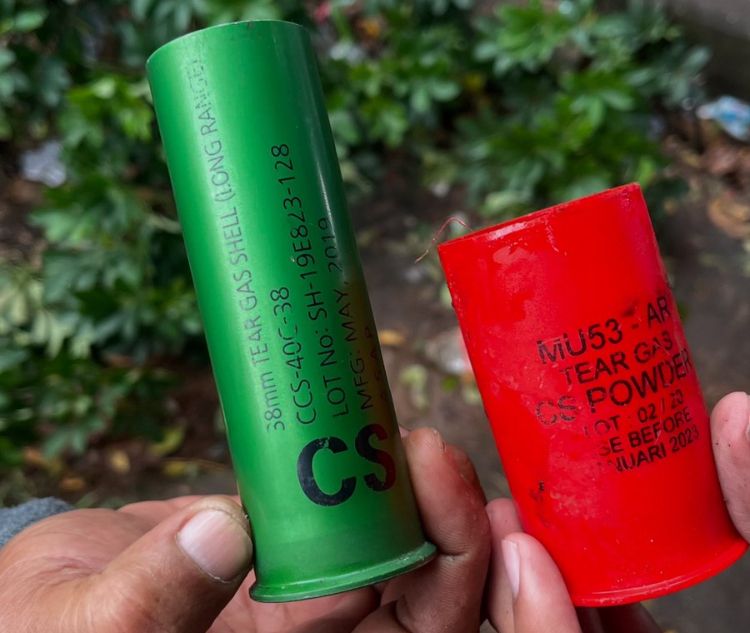 38mm TEAR GAS SHELL (LONG RANGE)
CCS-40C-38
LOT No: SH-19E823-128
MFG: MAY, 2019
CS
MU53 - AR
TEAR GAS
CS POWDER
LOT 02 / 20
SE BEFORE
NUARI 2023